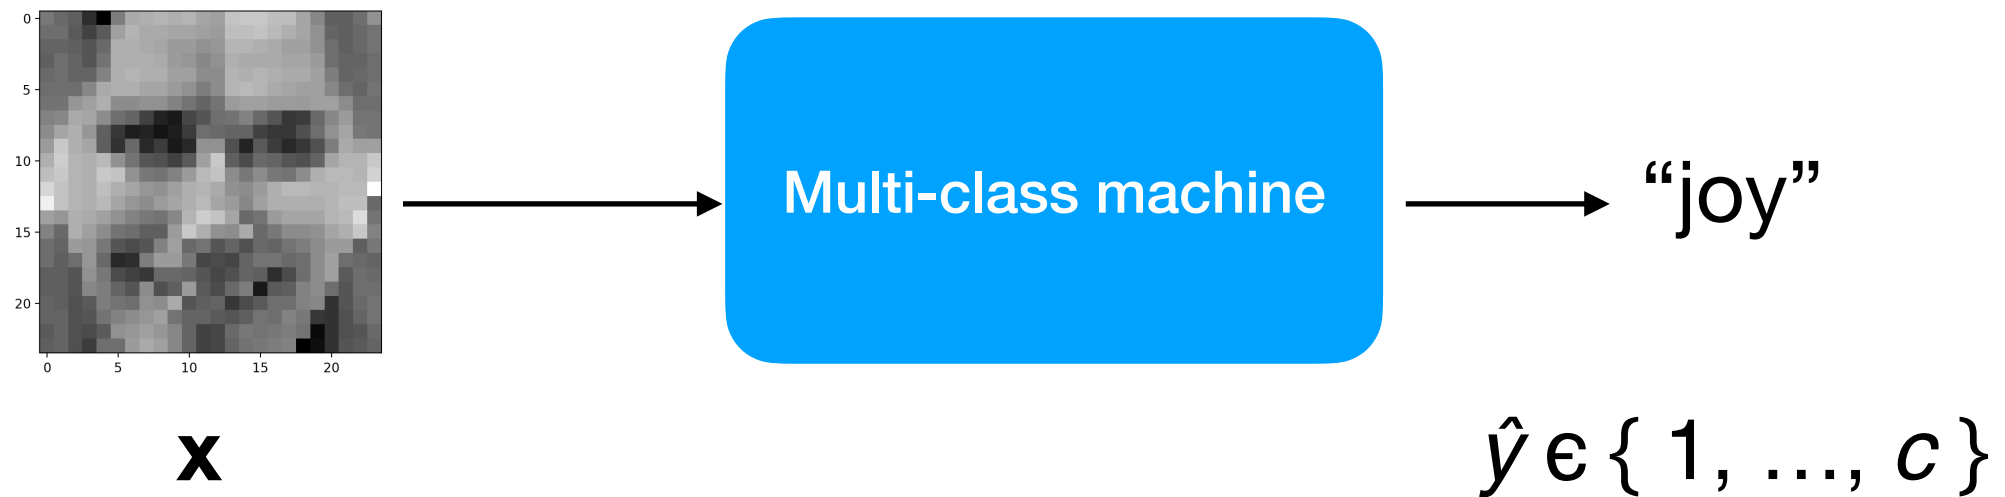 0
5
10
15
20
0 5 10 15 20
Multi-class machine
“joy”
x
ŷ ϵ { 1, …, c }